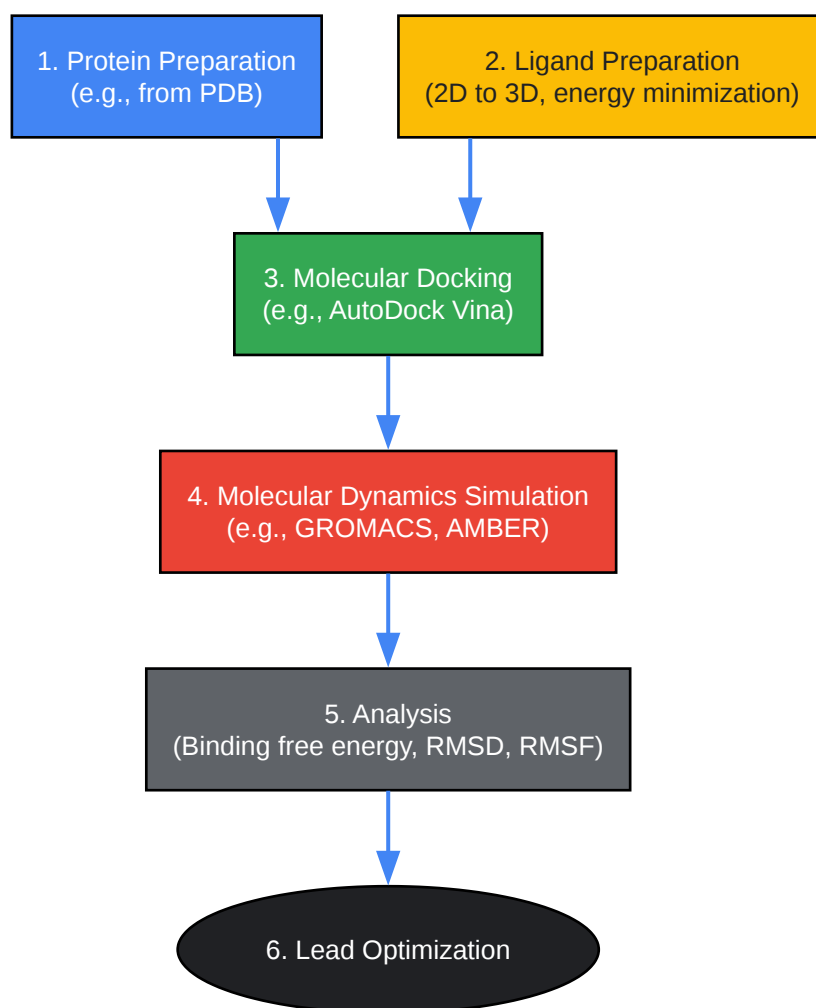 1. Protein Preparation
(e.g., from PDB)
2. Ligand Preparation
(2D to 3D, energy minimization)
3. Molecular Docking
(e.g., AutoDock Vina)
4. Molecular Dynamics Simulation
(e.g., GROMACS, AMBER)
5. Analysis
(Binding free energy, RMSD, RMSF)
6. Lead Optimization